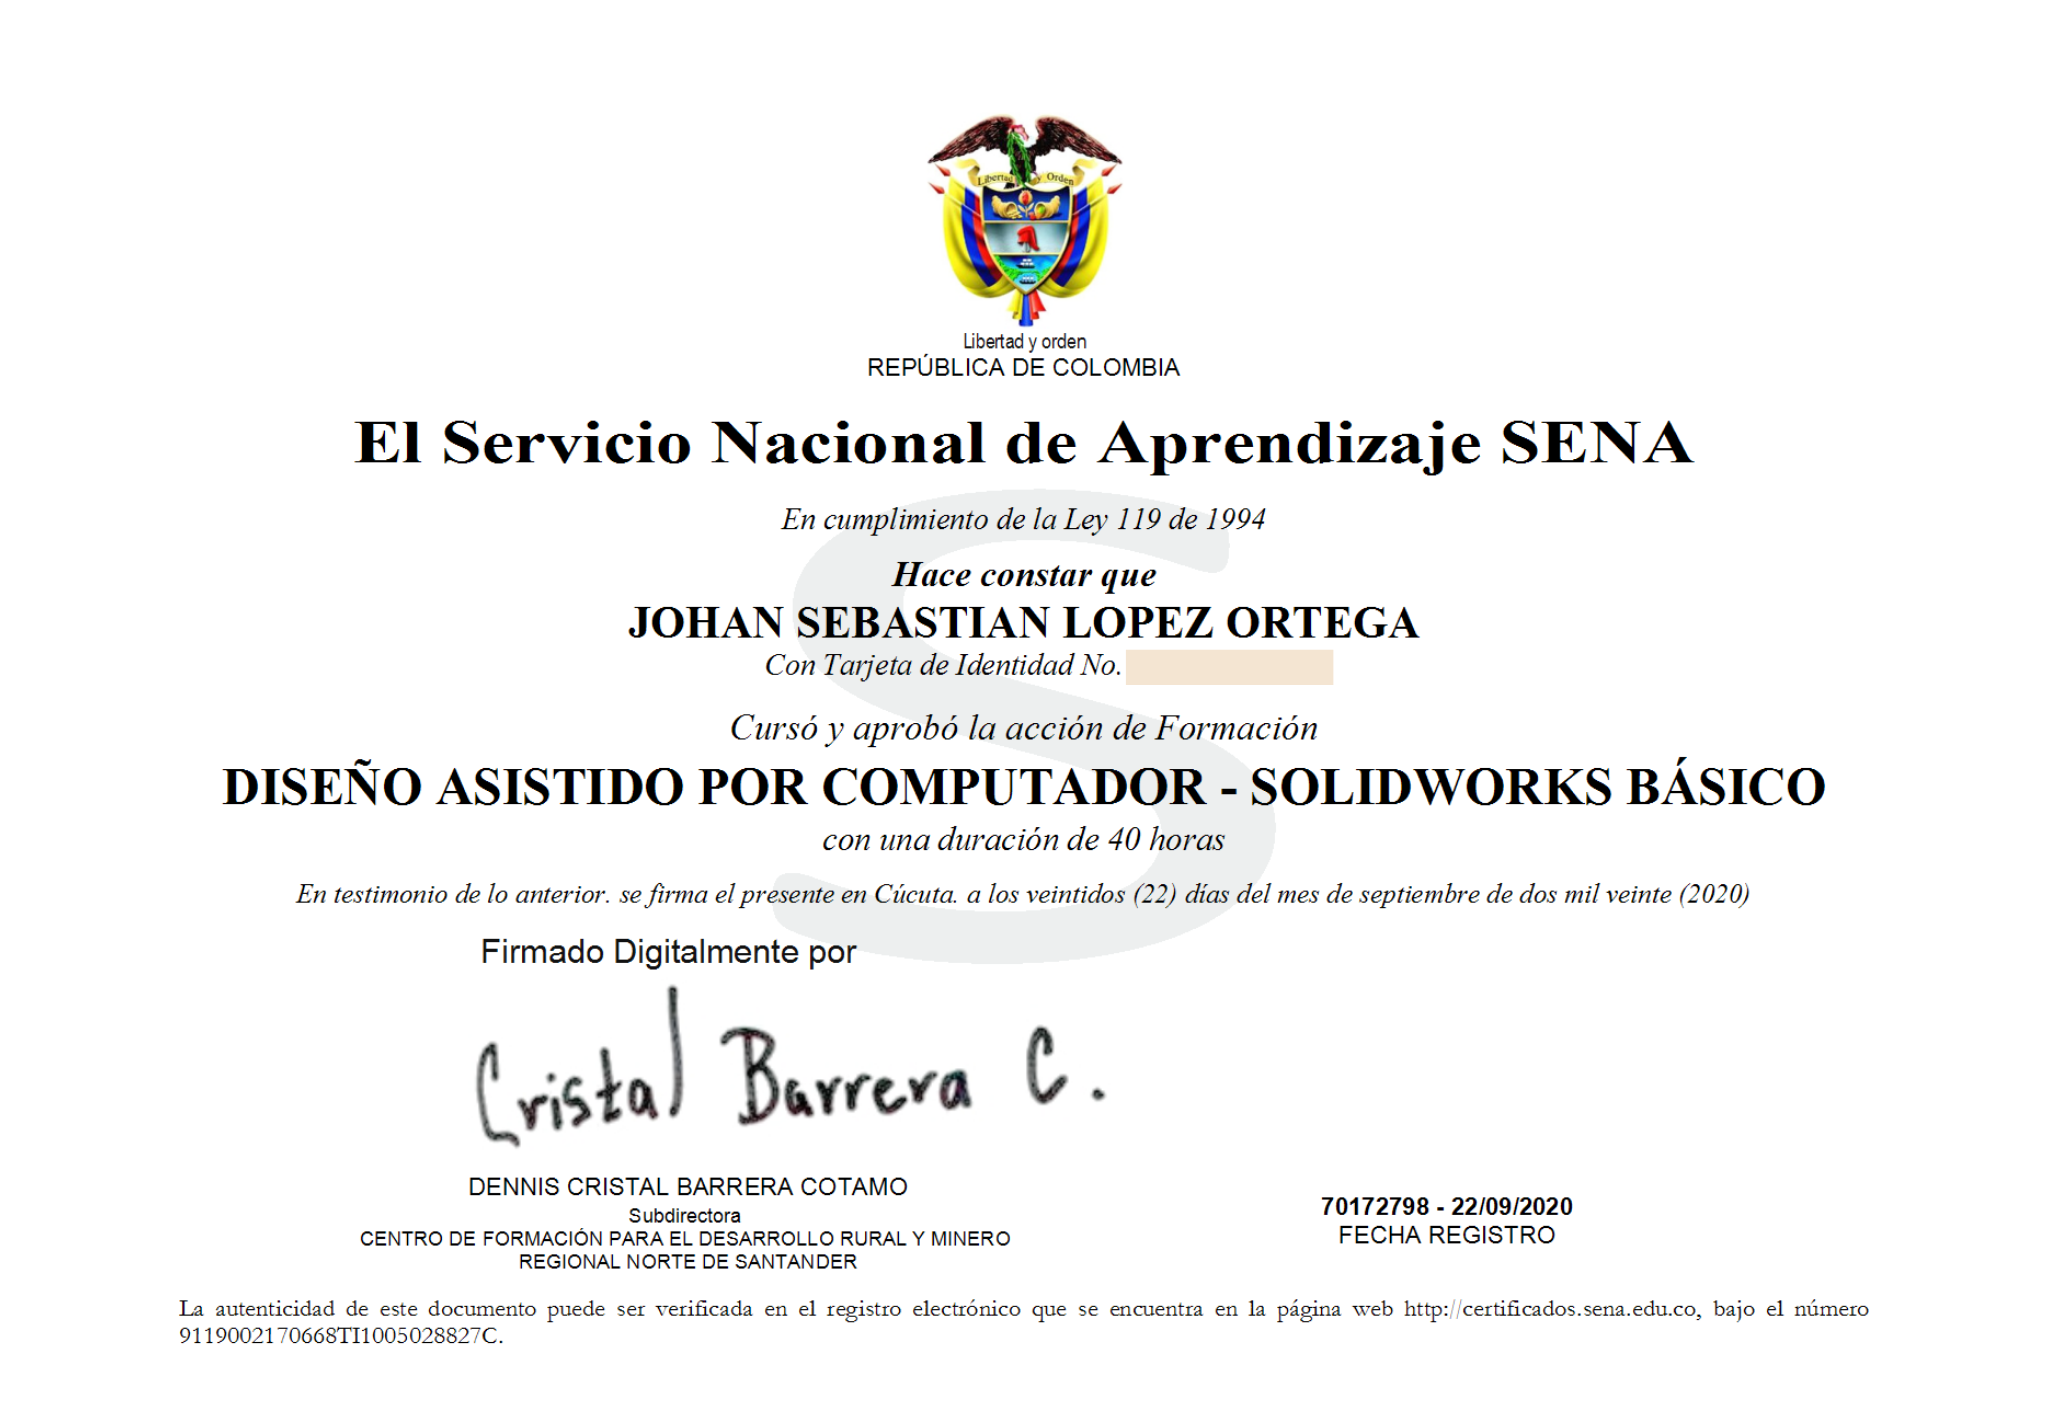 Libertad y Orden
Libertad y orden
REPÚBLICA DE COLOMBIA
El Servicio Nacional de Aprendizaje SENA
En cumplimiento de la Ley 119 de 1994
Hace constar que
JOHAN SEBASTIAN LOPEZ ORTEGA
Con Tarjeta de Identidad No.
Cursó y aprobó la acción de Formación
DISEÑO ASISTIDO POR COMPUTADOR - SOLIDWORKS BÁSICO
con una duración de 40 horas
En testimonio de lo anterior. se firma el presente en Cúcuta. a los veintidos (22) días del mes de septiembre de dos mil veinte (2020)
Firmado Digitalmente por
Cristal Barrera C.
DENNIS CRISTAL BARRERA COTAMO
Subdirectora
CENTRO DE FORMACIÓN PARA EL DESARROLLO RURAL Y MINERO
REGIONAL NORTE DE SANTANDER
70172798 - 22/09/2020
FECHA REGISTRO
La autenticidad de este documento puede ser verificada en el registro electrónico que se encuentra en la página web http://certificados.sena.edu.co, bajo el número
9119002170668TI1005028827C.